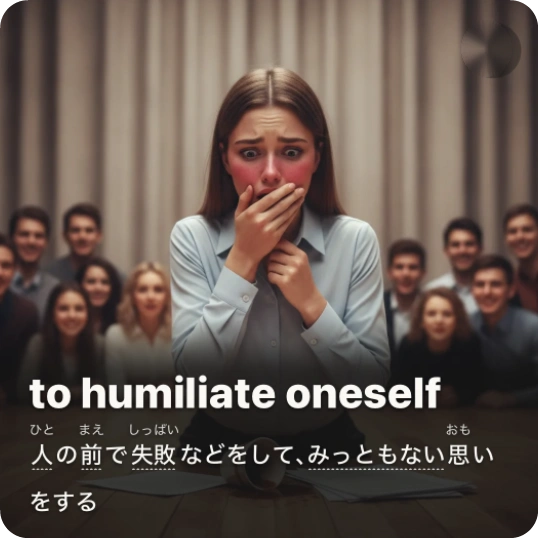 to humiliate oneself
ひと まえ しっぱい おも
人の前で失敗などをして、みっともない思い
をする